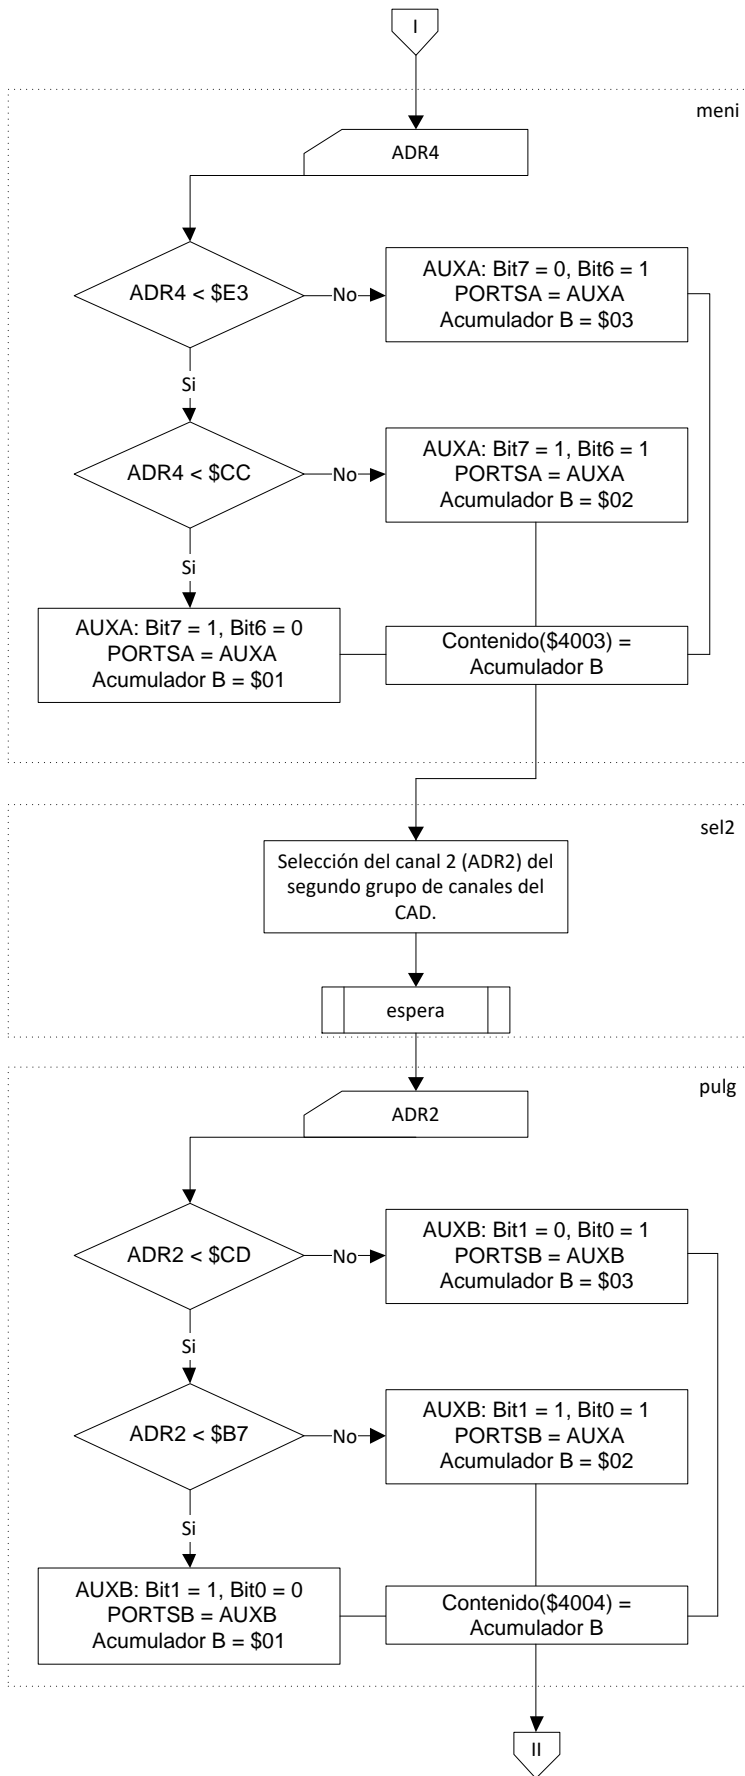 I
meni
ADR4
ADR4 < $E3
No
AUXA: Bit7 = 0, Bit6 = 1
PORTSA = AUXA
Acumulador B = $03
Si
ADR4 < $CC
No
AUXA: Bit7 = 1, Bit6 = 1
PORTSA = AUXA
Acumulador B = $02
Si
AUXA: Bit7 = 1, Bit6 = 0
PORTSA = AUXA
Acumulador B = $01
Contenido($4003) =
Acumulador B
sel2
Selección del canal 2 (ADR2) del
segundo grupo de canales del
CAD.
espera
pulg
ADR2
ADR2 < $CD
No
AUXB: Bit1 = 0, Bit0 = 1
PORTSB = AUXB
Acumulador B = $03
Si
ADR2 < $B7
No
AUXB: Bit1 = 1, Bit0 = 1
PORTSB = AUXA
Acumulador B = $02
Si
AUXB: Bit1 = 1, Bit0 = 0
PORTSB = AUXB
Acumulador B = $01
Contenido($4004) =
Acumulador B
II